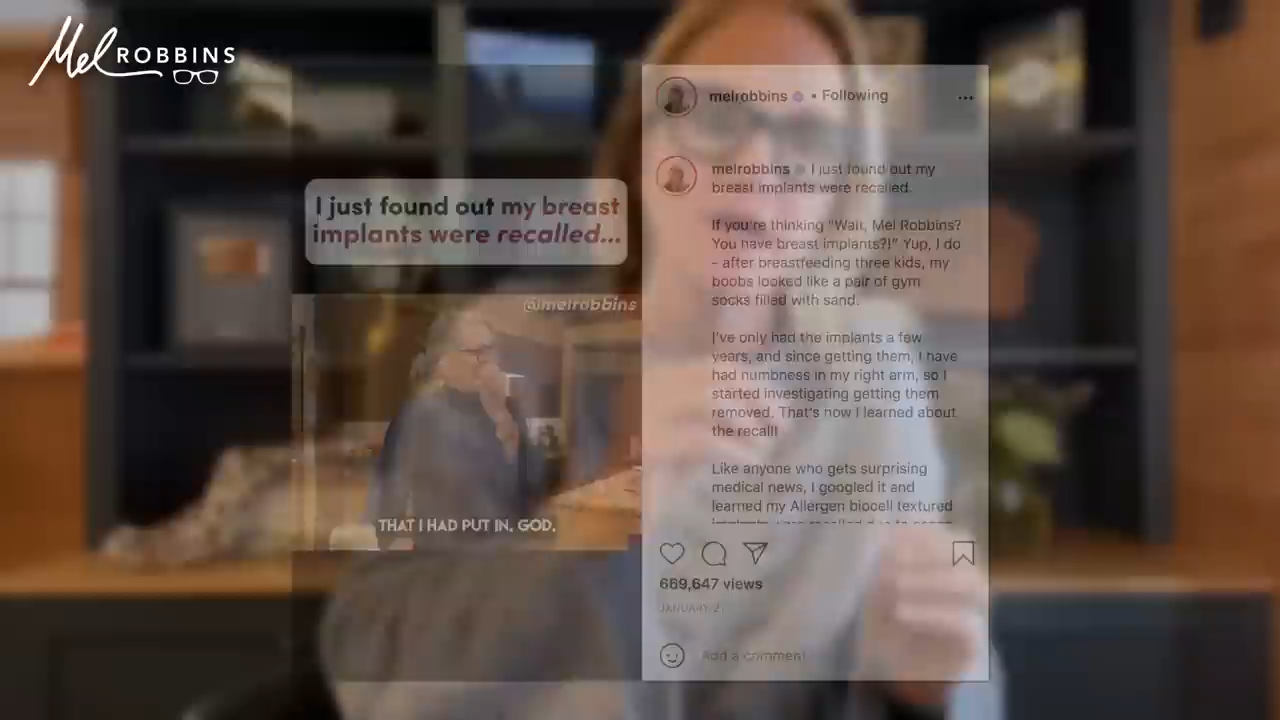 Mel ROBBINS
I just found out my breast
implants were recalled...
@melrobbins
THAT I HAD PUT IN, GOD.
melrobbins • Following
melrobbins I just found out my
breast implants were recalled.
If you're thinking "Wait, Mel Robbins?
You have breast implants?!" Yup, I do
– after breastfeeding three kids, my
boobs looked like a pair of gym
socks filled with sand.
I've only had the implants a few
years, and since getting them, I have
had numbness in my right arm, so I
started investigating getting them
removed. That's how I learned about
the recall!
Like anyone who gets surprising
medical news, I googled it and
learned my Allergen biocell textured
669,647 views
JANUARY 2
Add a comment